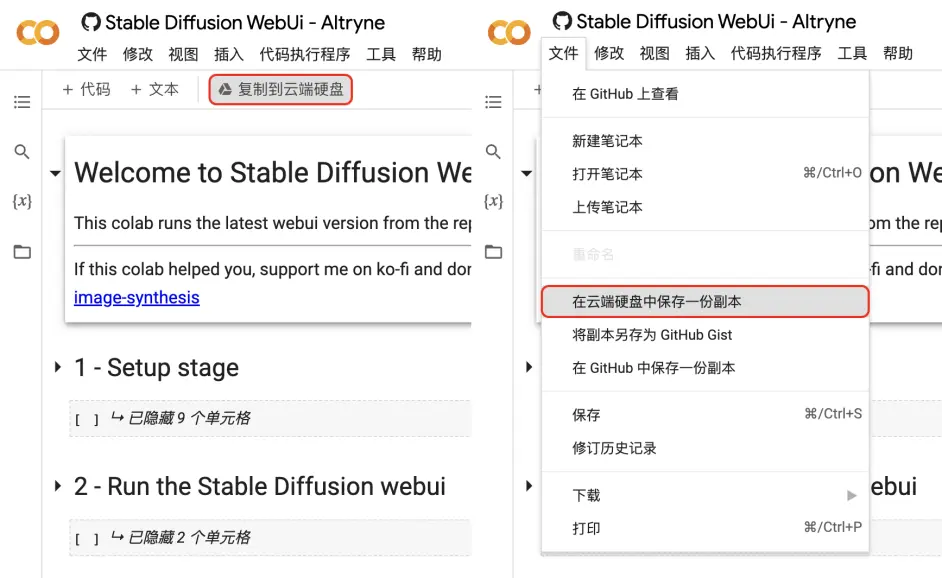 Stable Diffusion WebUi - Altryne
文件 修改 视图 插入 代码执行程序 工具 帮助
+ 代码 + 文本 复制到云端硬盘
{x}
Welcome to Stable Diffusion We
This colab runs the latest webui version from the rep
If this colab helped you, support me on ko-fi and don
image-synthesis
1 - Setup stage
[ ] ↳ 已隐藏 9 个单元格
2 - Run the Stable Diffusion webui
[ ] ↳ 已隐藏 2 个单元格
Stable Diffusion WebUi - Altryne
文件 修改 视图 插入 代码执行程序 工具 帮助
+
{x}
在 GitHub 上查看
新建笔记本
打开笔记本 ⌘/Ctrl+O
上传笔记本
重命名
在云端硬盘中保存一份副本
将副本另存为 GitHub Gist
在 GitHub 中保存一份副本
保存 ⌘/Ctrl+S
修订历史记录
下载
打印 ⌘/Ctrl+P
on We
om the rep
-fi and don
ebui